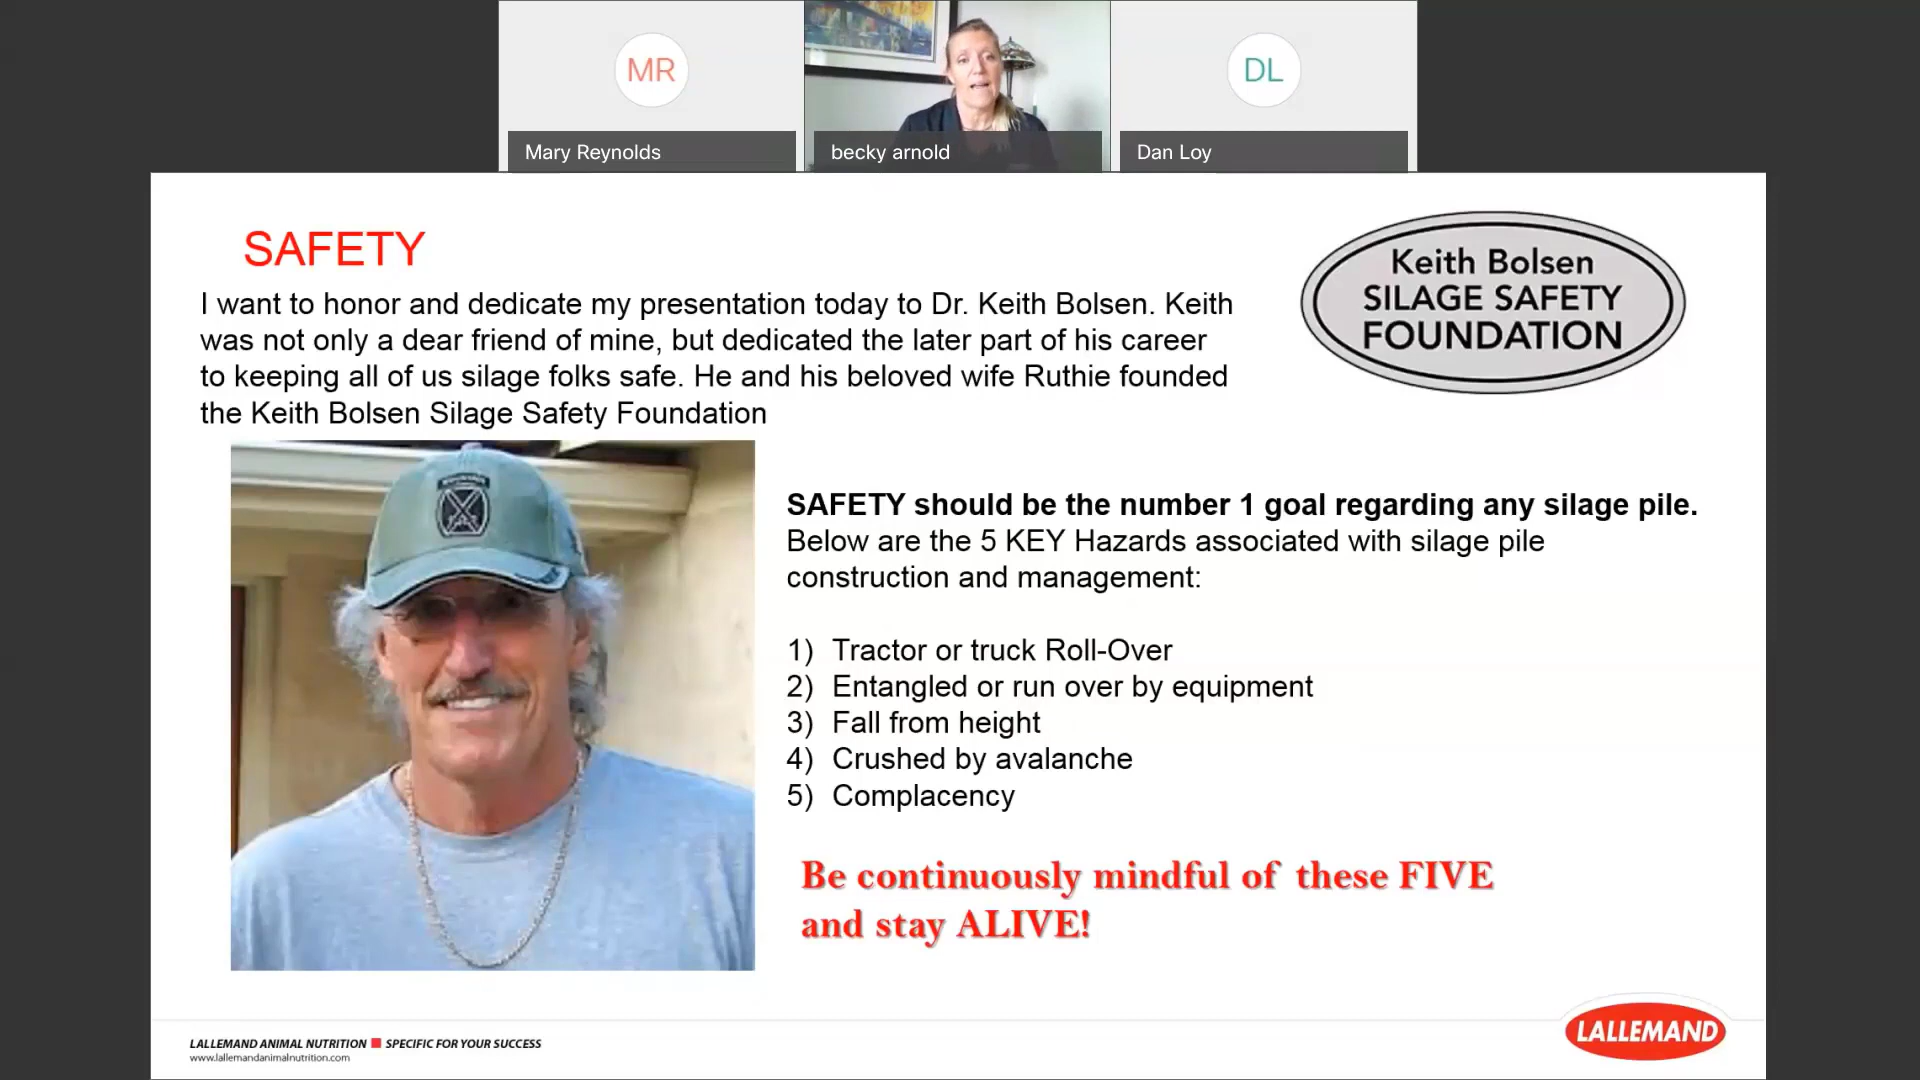 MR
DL
Mary Reynolds
becky arnold
Dan Loy
SAFETY
Keith Bolsen
SILAGE SAFETY
FOUNDATION
I want to honor and dedicate my presentation today to Dr. Keith Bolsen. Keith
was not only a dear friend of mine, but dedicated the later part of his career
to keeping all of us silage folks safe. He and his beloved wife Ruthie founded
the Keith Bolsen Silage Safety Foundation
SAFETY should be the number 1 goal regarding any silage pile.
Below are the 5 KEY Hazards associated with silage pile
construction and management:
1) Tractor or truck Roll-Over
2) Entangled or run over by equipment
3) Fall from height
4) Crushed by avalanche
5) Complacency
Be continuously mindful of these FIVE
and stay ALIVE!
LALLEMAND ANIMAL NUTRITION SPECIFIC FOR YOUR SUCCESS
www.lallemandanimalnutrition.com
LALLEMAND